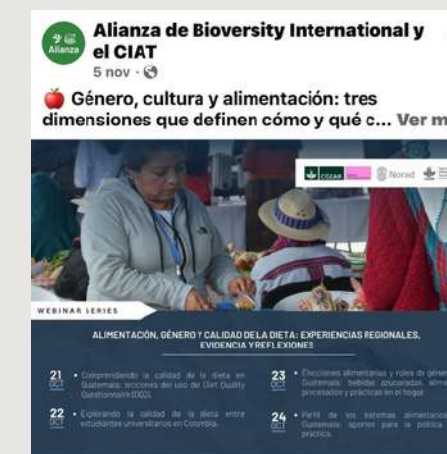 Alianza de Bioversity International y
el CIAT
Alianza
5 nov
Género, cultura y alimentación: tres
dimensiones que definen cómo y qué c... Ver m
CGIAR
Norad
WEBINAR SERIES
ALIMENTACIÓN, GÉNERO Y CALIDAD DE LA DIETA: EXPERIENCIAS REGIONALES,
EVIDENCIA Y REFLEXIONES
21 OCT
• Comprendiendo la calidad de la dieta en
Guatemala: lecciones del uso de Diet Quality
Questionnaire (DQQ).
22 OCT
• Explorando la calidad de la dieta entre
estudiantes universitarios en Colombia.
23 OCT
• Elecciones alimentarias y roles de género
Guatemala: bebidas azucaradas,
procesados y prácticas en el hogar.
24 OCT
• Perfil de los sistemas alimentarios
Guatemala: aportes para la política
práctica.